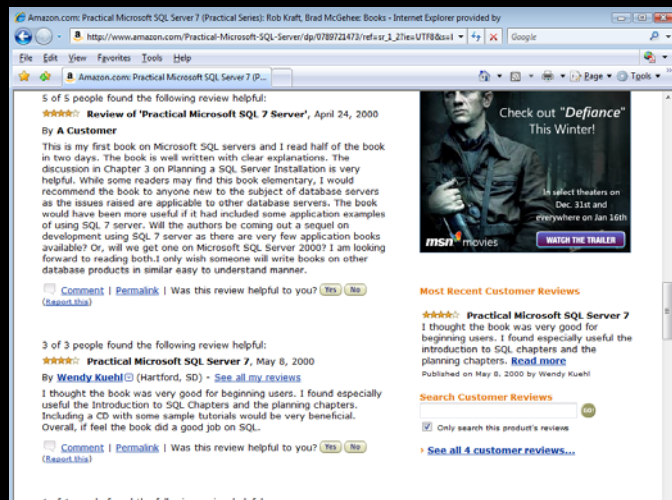 Amazon.com: Practical Microsoft SQL Server 7 (Practical Series): Rob Kraft, Brad McGehee: Books - Internet Explorer provided by
http://www.amazon.com/Practical-Microsoft-SQL-Server/dp/0789721473/ref=sr_1_2?ie=UTF8&s=l
Google
File Edit View Favorites Tools Help
Amazon.com: Practical Microsoft SQL Server 7 (P...
Page Tools
5 of 5 people found the following review helpful:
Review of 'Practical Microsoft SQL 7 Server', April 24, 2000
By A Customer
This is my first book on Microsoft SQL servers and I read half of the book
in two days. The book is well written with clear explanations. The
discussion in Chapter 3 on Planning a SQL Server Installation is very
helpful. While some readers may find this book elementary, I would
recommend the book to anyone new to the subject of database servers
as the issues raised are applicable to other database servers. The book
would have been more useful if it had included some application examples
of using SQL 7 server. Will the authors be coming out a sequel on
development using SQL 7 server as there are very few application books
available? Or, will we get one on Microsoft SQL Server 2000? I am looking
forward to reading both.I only wish someone will write books on other
database products in similar easy to understand manner.
Comment | Permalink | Was this review helpful to you? Yes No
(Report this)
3 of 3 people found the following review helpful:
Practical Microsoft SQL Server 7, May 8, 2000
By Wendy Kuehl (Hartford, SD) - See all my reviews
I thought the book was very good for beginning users. I found especially
useful the Introduction to SQL Chapters and the planning chapters.
Including a CD with some sample tutorials would be very beneficial.
Overall, if feel the book did a good job on SQL.
Comment | Permalink | Was this review helpful to you? Yes No
(Report this)
Check out "Defiance"
This Winter!
In select theaters on
Dec. 31st and
everywhere on Jan 16th
msn movies
WATCH THE TRAILER
Most Recent Customer Reviews
Practical Microsoft SQL Server 7
I thought the book was very good for
beginning users. I found especially useful the
introduction to SQL chapters and the
planning chapters. Read more
Published on May 8, 2000 by Wendy Kuehl
Search Customer Reviews
GO!
Only search this product's reviews
› See all 4 customer reviews...